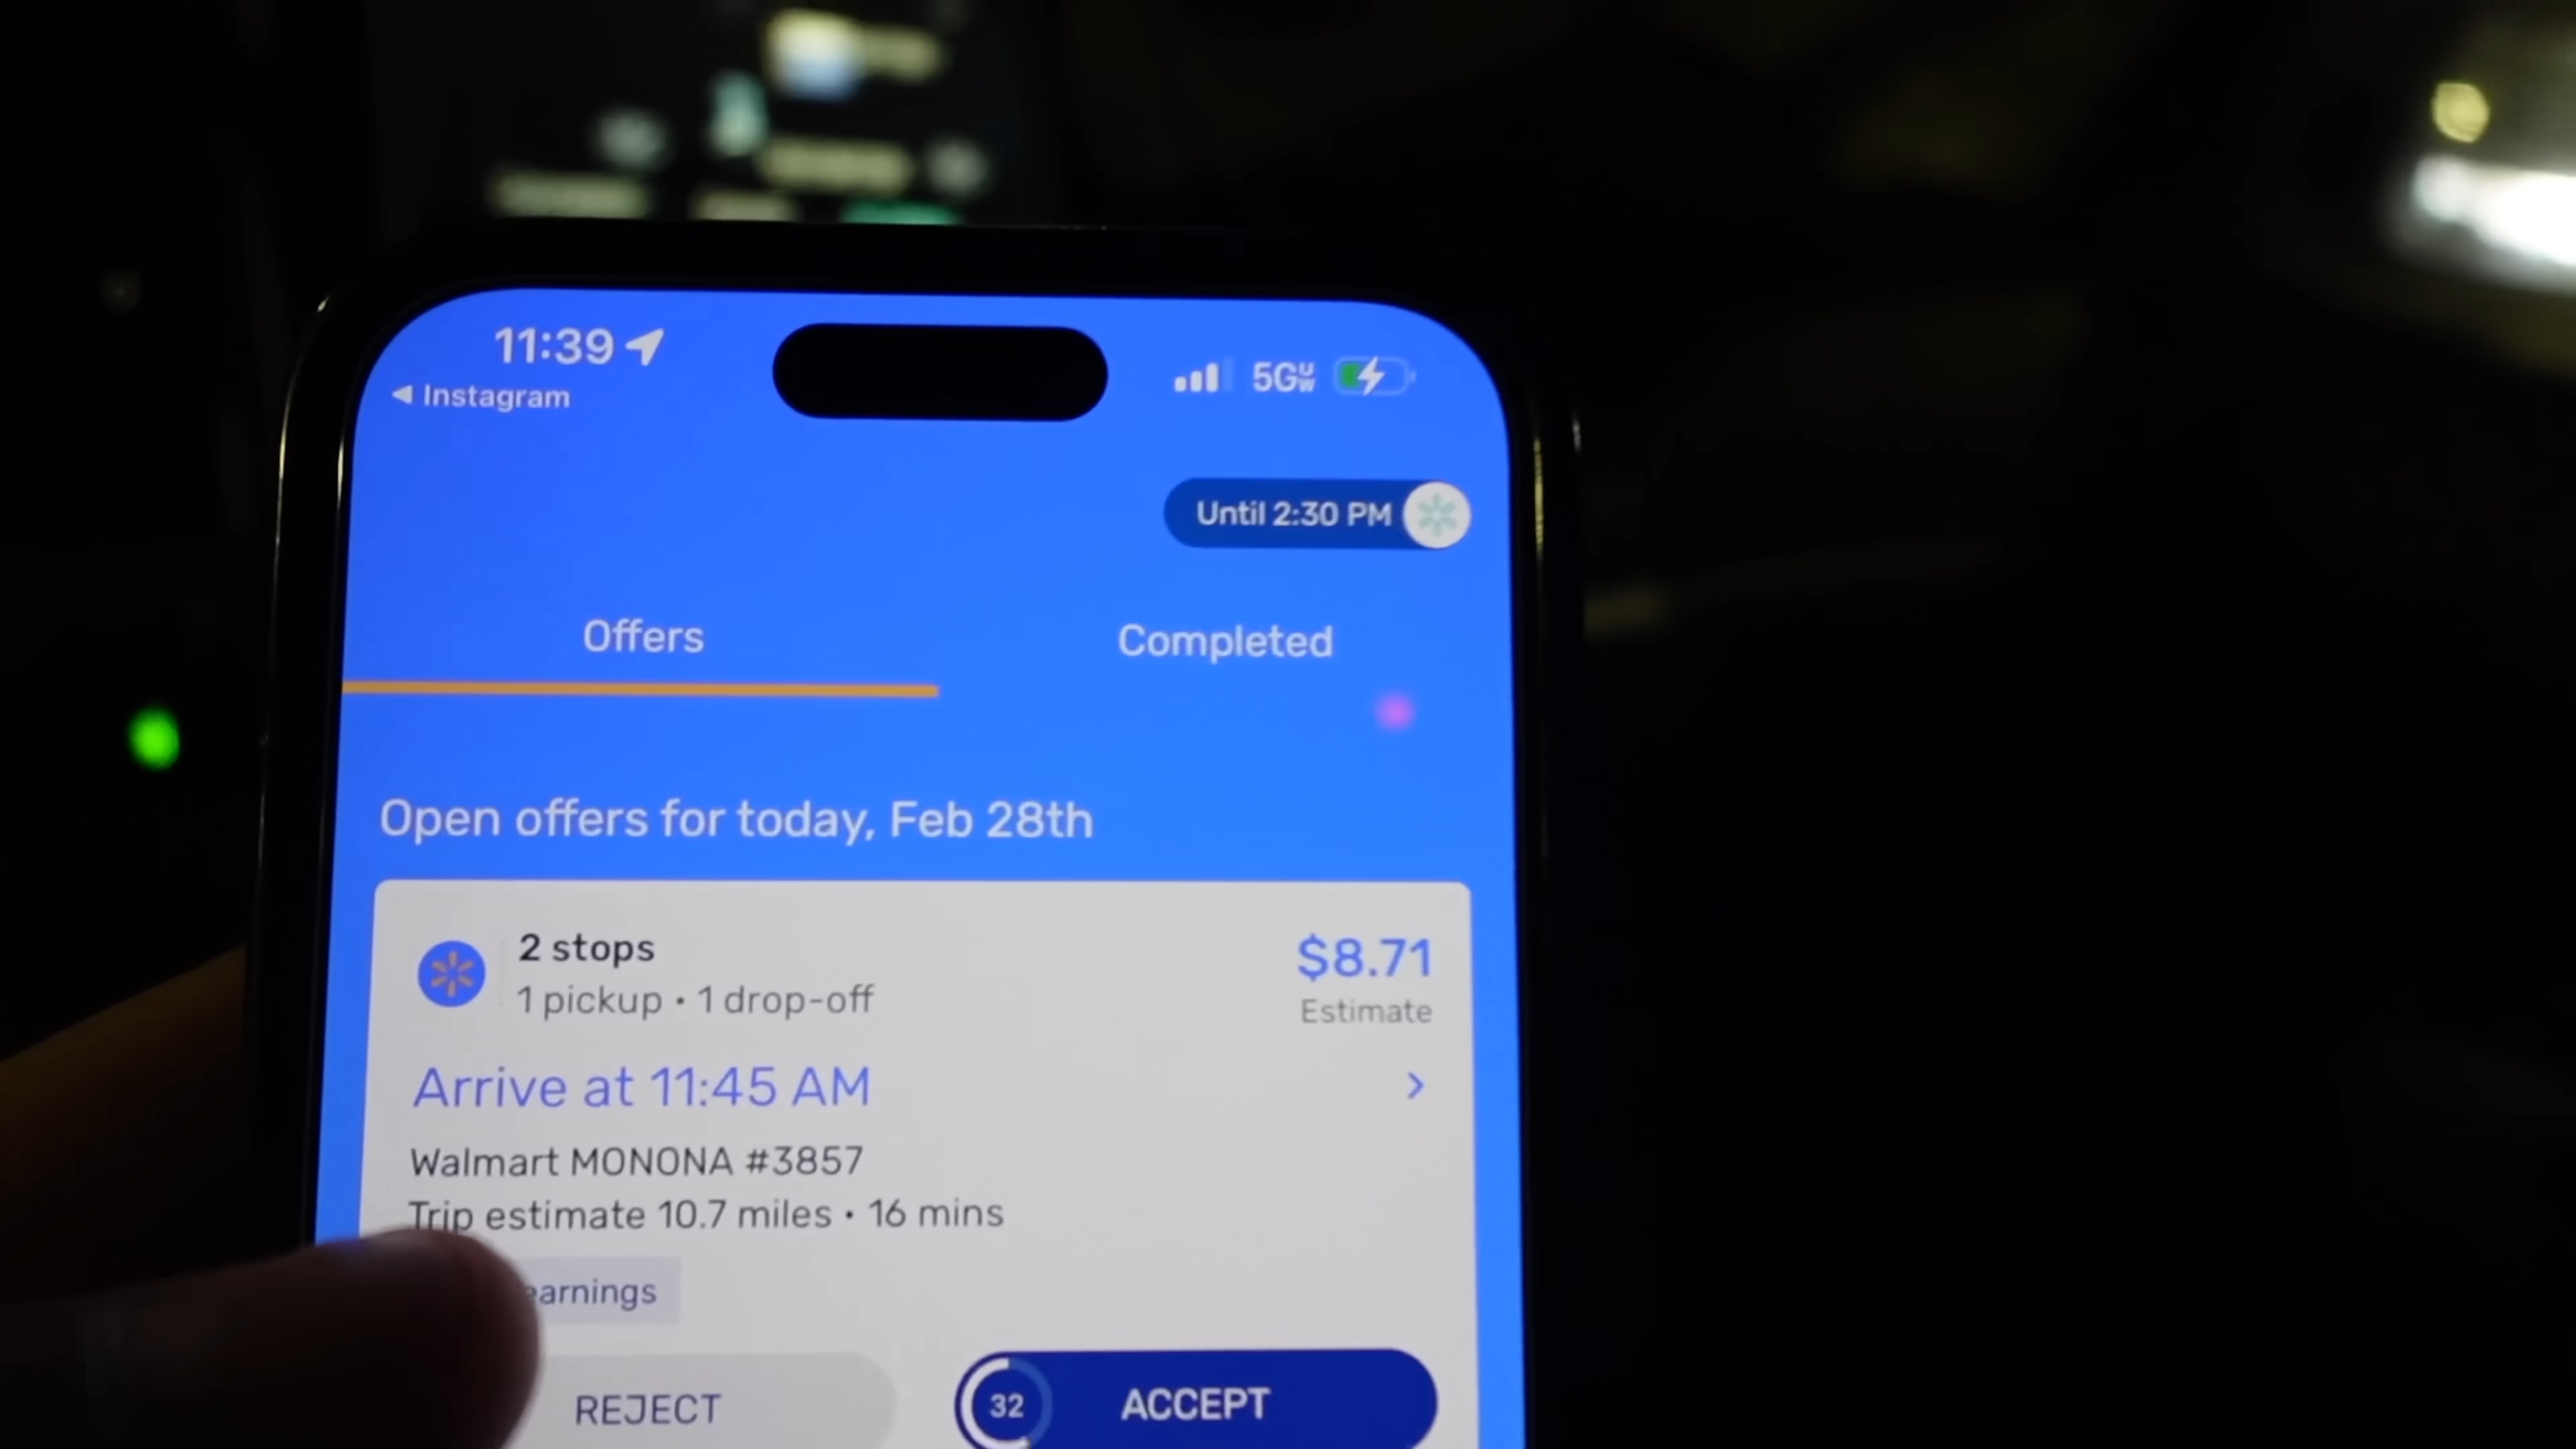 11:39
Instagram
5G UW
Until 2:30 PM
Offers
Completed
Open offers for today, Feb 28th
2 stops
1 pickup • 1 drop-off
$8.71
Estimate
Arrive at 11:45 AM
Walmart MONONA #3857
Trip estimate 10.7 miles • 16 mins
earnings
REJECT
32
ACCEPT